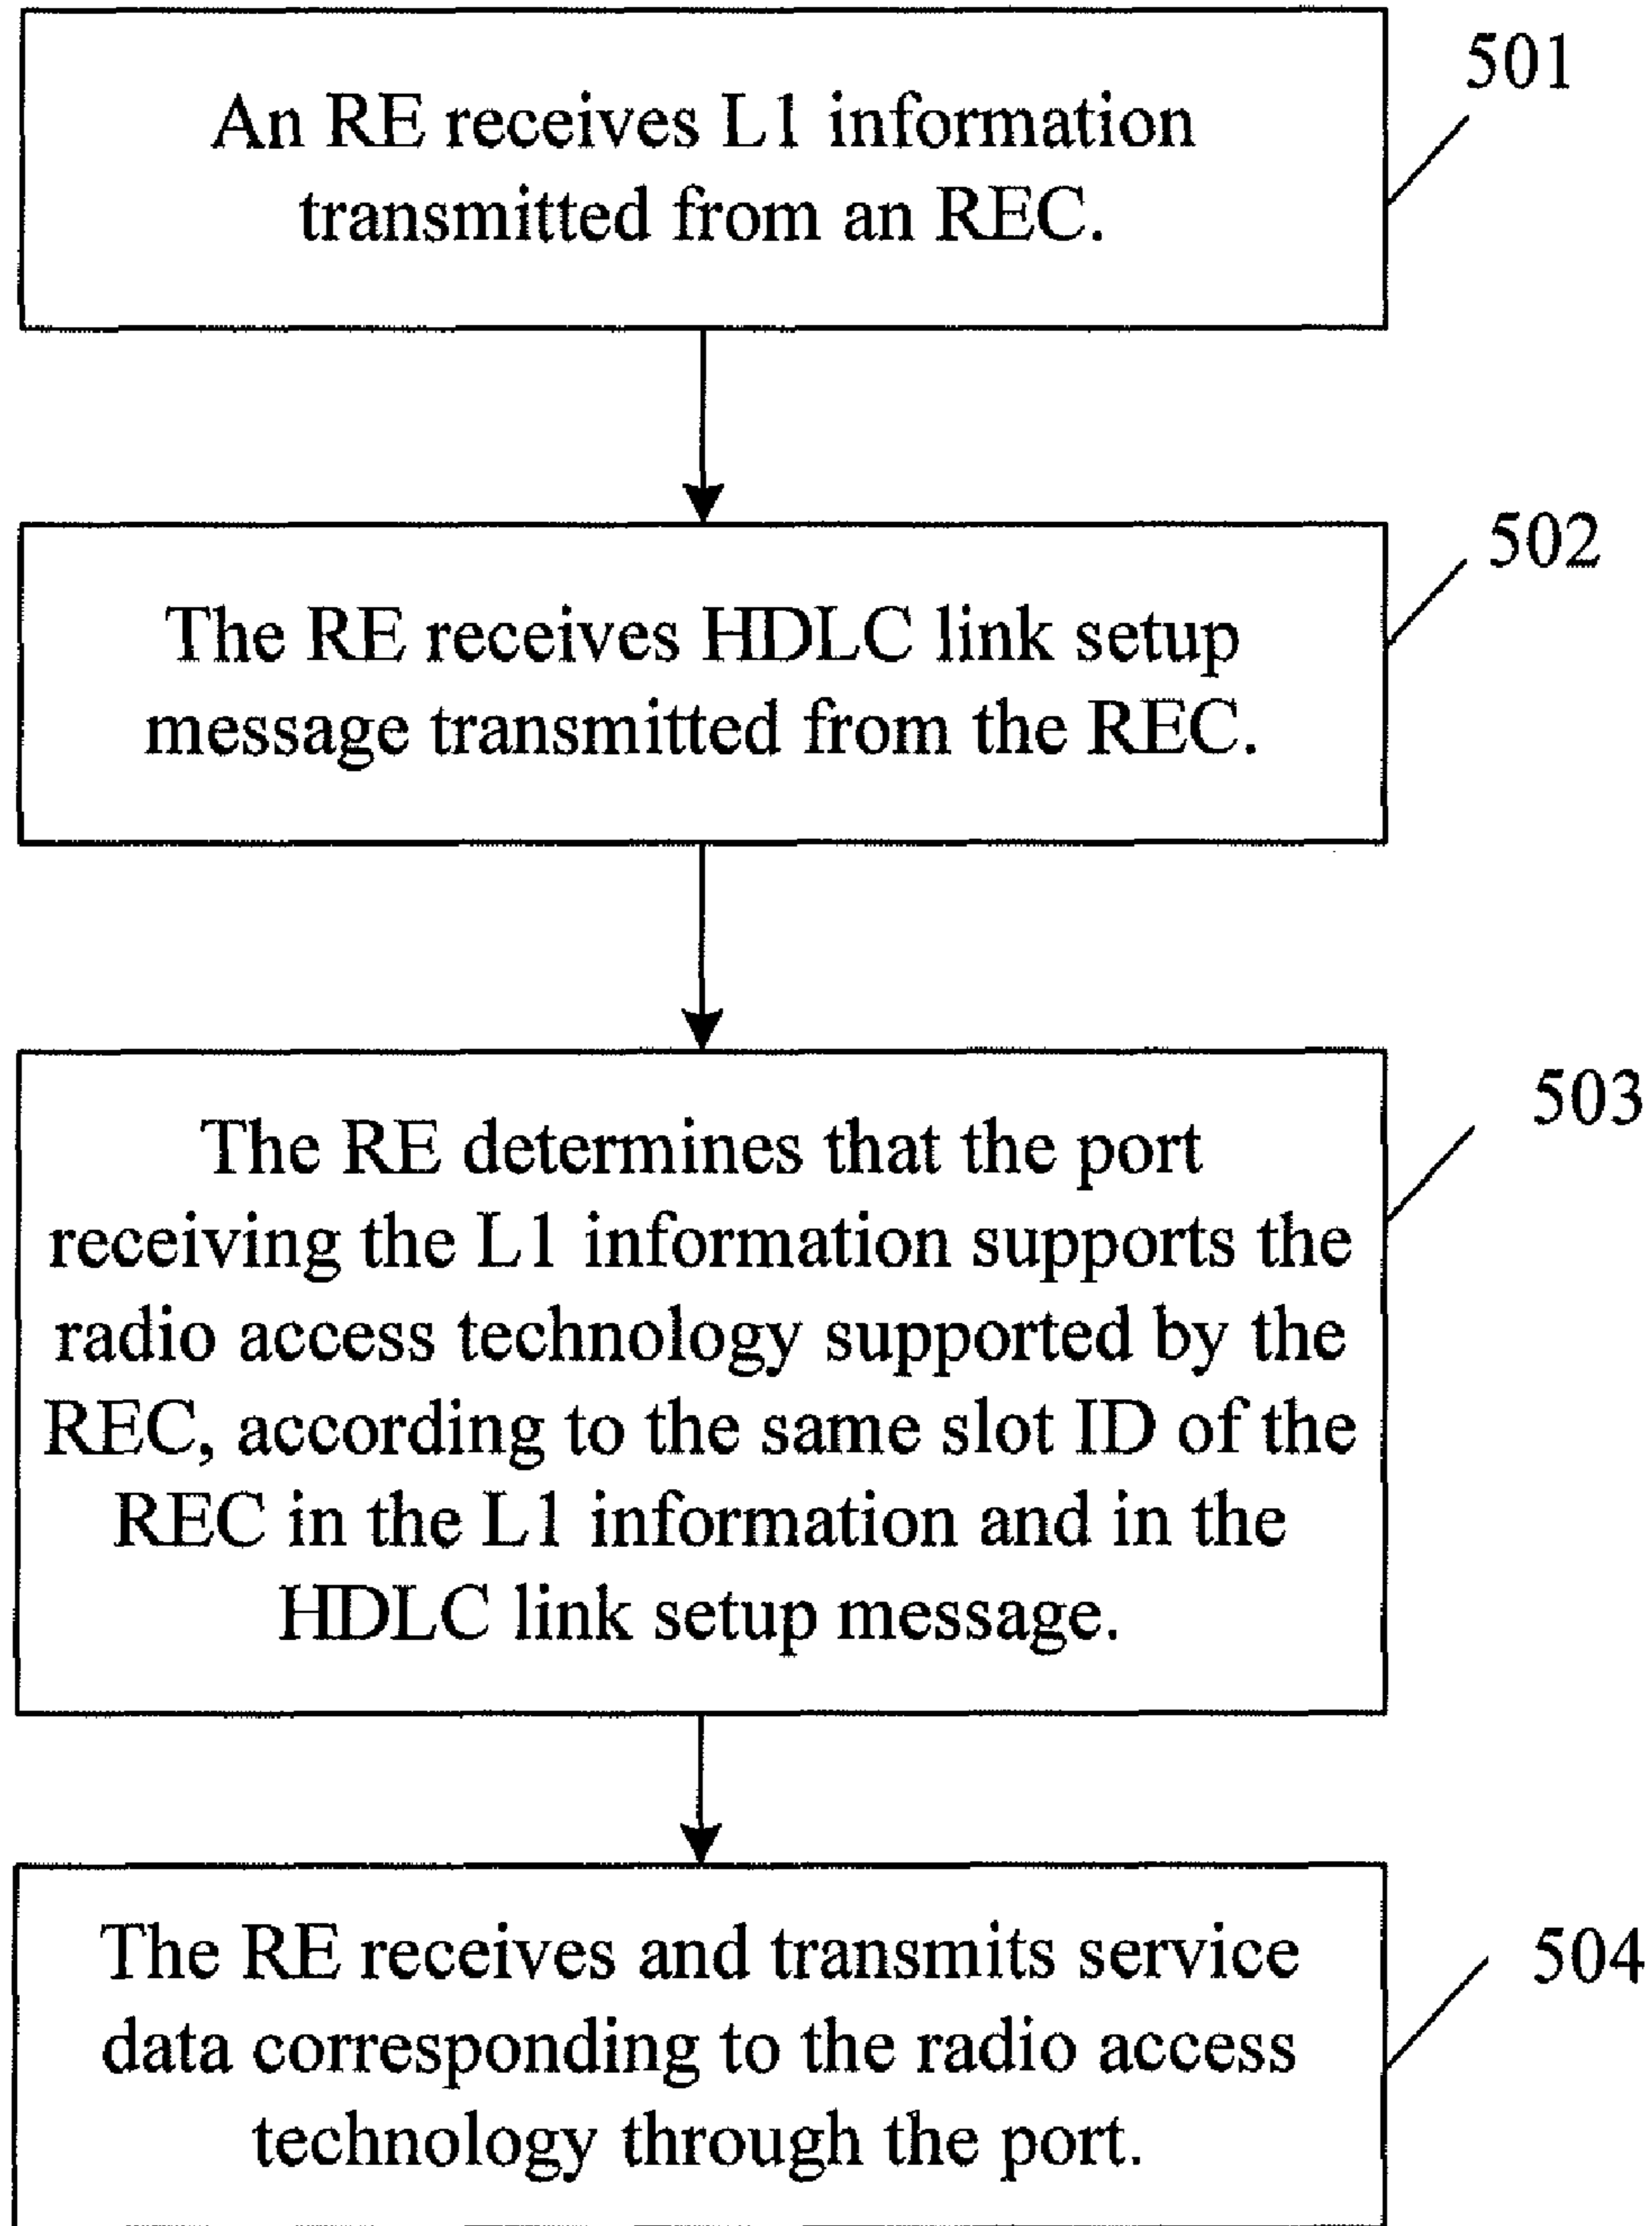 An RE receives L1 information
transmitted from an REC.
501
The RE receives HDLC link setup
message transmitted from the REC.
502
The RE determines that the port
receiving the L1 information supports the
radio access technology supported by the
REC, according to the same slot ID of the
REC in the L1 information and in the
HDLC link setup message.
503
The RE receives and transmits service
data corresponding to the radio access
technology through the port.
504